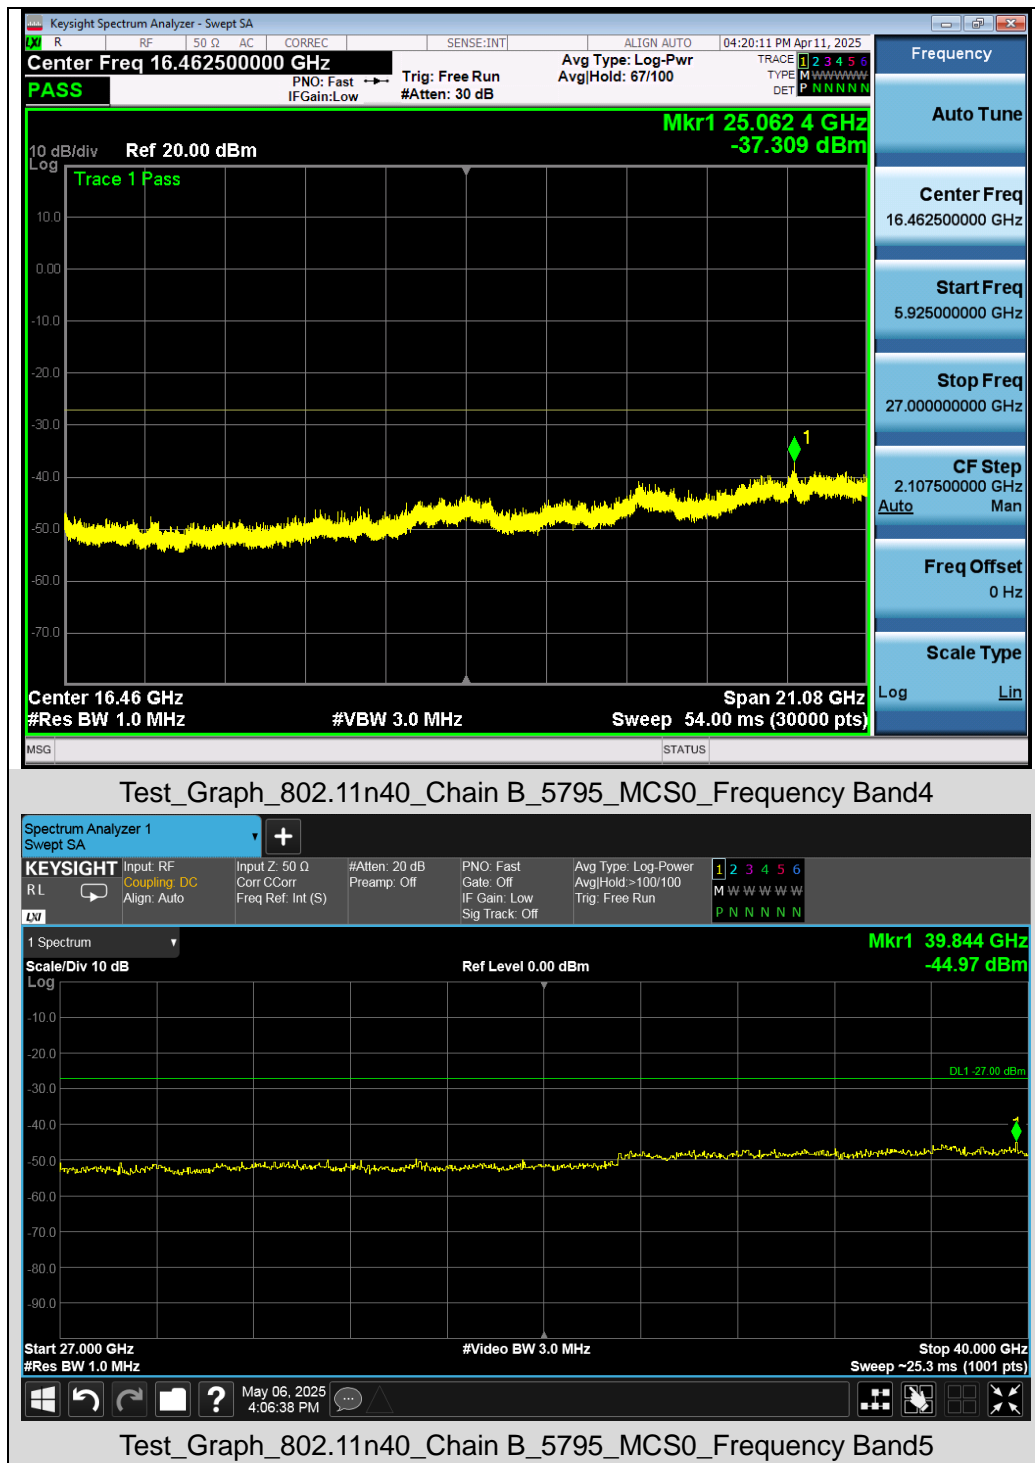 Keysight Spectrum Analyzer - Swept SA
LXI R RF 50 Ω AC CORREC SENSE:INT ALIGN AUTO 04:20:11 PM Apr 11, 2025
Center Freq 16.462500000 GHz
PASS
PNO: Fast
IFGain:Low
Trig: Free Run
#Atten: 30 dB
Avg Type: Log-Pwr
Avg|Hold: 67/100
TRACE 1 2 3 4 5 6
TYPE M W W W W W
DET P N N N N N
Mkr1 25.062 4 GHz
-37.309 dBm
10 dB/div Ref 20.00 dBm
Log
Trace 1 Pass
10.0
0.00
-10.0
-20.0
-30.0
-40.0
-50.0
-60.0
-70.0
1
Center 16.46 GHz Span 21.08 GHz
#Res BW 1.0 MHz #VBW 3.0 MHz Sweep 54.00 ms (30000 pts)
MSG STATUS
Frequency
Auto Tune
Center Freq
16.462500000 GHz
Start Freq
5.925000000 GHz
Stop Freq
27.000000000 GHz
CF Step
2.107500000 GHz
Auto Man
Freq Offset
0 Hz
Scale Type
Log Lin
Test_Graph_802.11n40_Chain B_5795_MCS0_Frequency Band4
Spectrum Analyzer 1
Swept SA
+
KEYSIGHT
R L
LXI
Input: RF
Coupling: DC
Align: Auto
Input Z: 50 Ω
Corr CCorr
Freq Ref: Int (S)
#Atten: 20 dB
Preamp: Off
PNO: Fast
Gate: Off
IF Gain: Low
Sig Track: Off
Avg Type: Log-Power
Avg|Hold:>100/100
Trig: Free Run
1 2 3 4 5 6
M W W W W W
P N N N N N
1 Spectrum
Mkr1 39.844 GHz
-44.97 dBm
Scale/Div 10 dB Ref Level 0.00 dBm
Log
-10.0
-20.0
-30.0
-40.0
-50.0
-60.0
-70.0
-80.0
-90.0
DL1 -27.00 dBm
1
Start 27.000 GHz #Video BW 3.0 MHz Stop 40.000 GHz
#Res BW 1.0 MHz Sweep ~25.3 ms (1001 pts)
?
May 06, 2025
4:06:38 PM
Test_Graph_802.11n40_Chain B_5795_MCS0_Frequency Band5